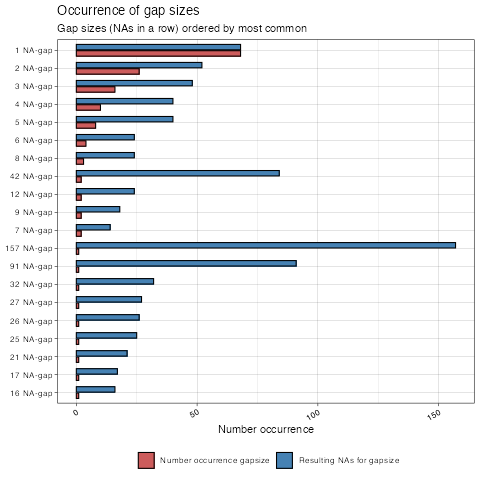 Occurrence of gap sizes
Gap sizes (NAs in a row) ordered by most common
1 NA-gap
2 NA-gap
3 NA-gap
4 NA-gap
5 NA-gap
6 NA-gap
8 NA-gap
42 NA-gap
12 NA-gap
9 NA-gap
7 NA-gap
157 NA-gap
91 NA-gap
32 NA-gap
27 NA-gap
26 NA-gap
25 NA-gap
21 NA-gap
17 NA-gap
16 NA-gap
0 50 100 150
Number occurrence
Number occurrence gapsize Resulting NAs for gapsize